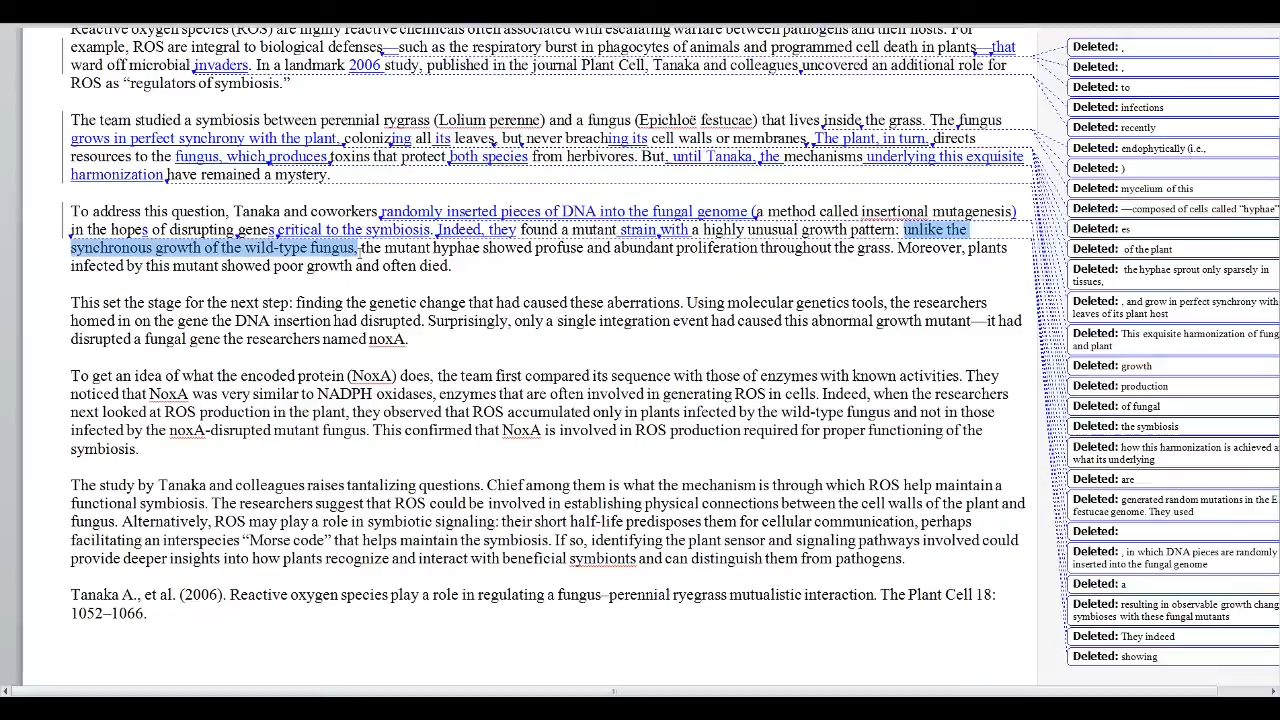 Reactive oxygen species (ROS) are highly reactive chemicals often associated with escalating warfare between pathogens and their hosts. For
example, ROS are integral to biological defenses—such as the respiratory burst in phagocytes of animals and programmed cell death in plants—that
ward off microbial invaders. In a landmark 2006 study, published in the journal Plant Cell, Tanaka and colleagues uncovered an additional role for
ROS as “regulators of symbiosis.”
The team studied a symbiosis between perennial rygrass (Lolium perenne) and a fungus (Epichloë festucae) that lives inside the grass. The fungus
grows in perfect synchrony with the plant, colonizing all its leaves, but never breaching its cell walls or membranes. The plant, in turn, directs
resources to the fungus, which produces toxins that protect both species from herbivores. But, until Tanaka, the mechanisms underlying this exquisite
harmonization have remained a mystery.
To address this question, Tanaka and coworkers randomly inserted pieces of DNA into the fungal genome (a method called insertional mutagenesis)
in the hopes of disrupting genes critical to the symbiosis. Indeed, they found a mutant strain with a highly unusual growth pattern: unlike the
synchronous growth of the wild-type fungus, the mutant hyphae showed profuse and abundant proliferation throughout the grass. Moreover, plants
infected by this mutant showed poor growth and often died.
This set the stage for the next step: finding the genetic change that had caused these aberrations. Using molecular genetics tools, the researchers
homed in on the gene the DNA insertion had disrupted. Surprisingly, only a single integration event had caused this abnormal growth mutant—it had
disrupted a fungal gene the researchers named noxA.
To get an idea of what the encoded protein (NoxA) does, the team first compared its sequence with those of enzymes with known activities. They
noticed that NoxA was very similar to NADPH oxidases, enzymes that are often involved in generating ROS in cells. Indeed, when the researchers
next looked at ROS production in the plant, they observed that ROS accumulated only in plants infected by the wild-type fungus and not in those
infected by the noxA-disrupted mutant fungus. This confirmed that NoxA is involved in ROS production required for proper functioning of the
symbiosis.
The study by Tanaka and colleagues raises tantalizing questions. Chief among them is what the mechanism is through which ROS help maintain a
functional symbiosis. The researchers suggest that ROS could be involved in establishing physical connections between the cell walls of the plant and
fungus. Alternatively, ROS may play a role in symbiotic signaling: their short half-life predisposes them for cellular communication, perhaps
facilitating an interspecies “Morse code” that helps maintain the symbiosis. If so, identifying the plant sensor and signaling pathways involved could
provide deeper insights into how plants recognize and interact with beneficial symbionts and can distinguish them from pathogens.
Tanaka A., et al. (2006). Reactive oxygen species play a role in regulating a fungus–perennial ryegrass mutualistic interaction. The Plant Cell 18:
1052–1066.
Deleted: ,
Deleted: ,
Deleted: to
Deleted: infections
Deleted: recently
Deleted: endophytically (i.e.,
Deleted: )
Deleted: mycelium of this
Deleted: —composed of cells called “hyphae”
Deleted: es
Deleted: of the plant
Deleted: the hyphae sprout only sparsely in
tissues,
Deleted: , and grow in perfect synchrony with
leaves of its plant host
Deleted: This exquisite harmonization of fung
and plant
Deleted: growth
Deleted: production
Deleted: of fungal
Deleted: the symbiosis
Deleted: how this harmonization is achieved a
what its underlying
Deleted: are
Deleted: generated random mutations in the E
festucae genome. They used
Deleted:
Deleted: , in which DNA pieces are randomly
inserted into the fungal genome
Deleted: a
Deleted: resulting in observable growth chang
symbioses with these fungal mutants
Deleted: They indeed
Deleted: showing